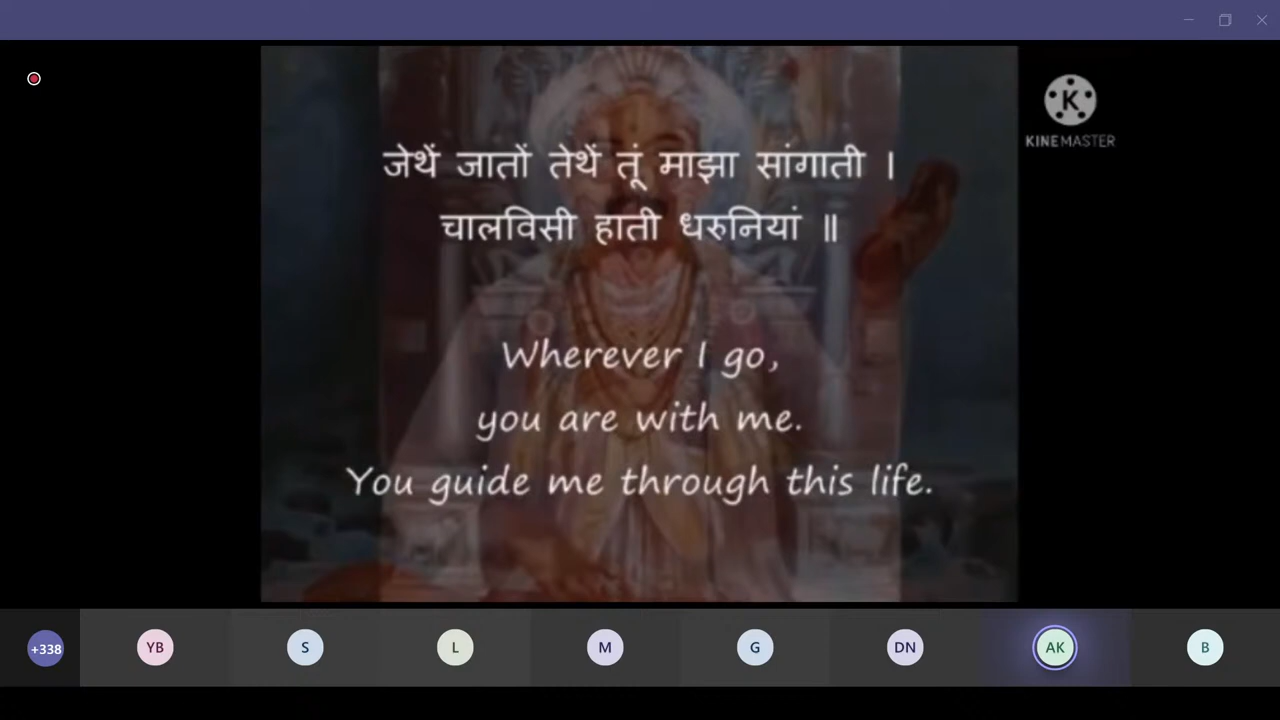 K
KINEMASTER
जेथें जातों तेथें तूं माझा सांगाती ।
चालविसी हाती धरुनियां ॥
Wherever I go,
you are with me.
You guide me through this life.
+338 YB S L M G DN AK B